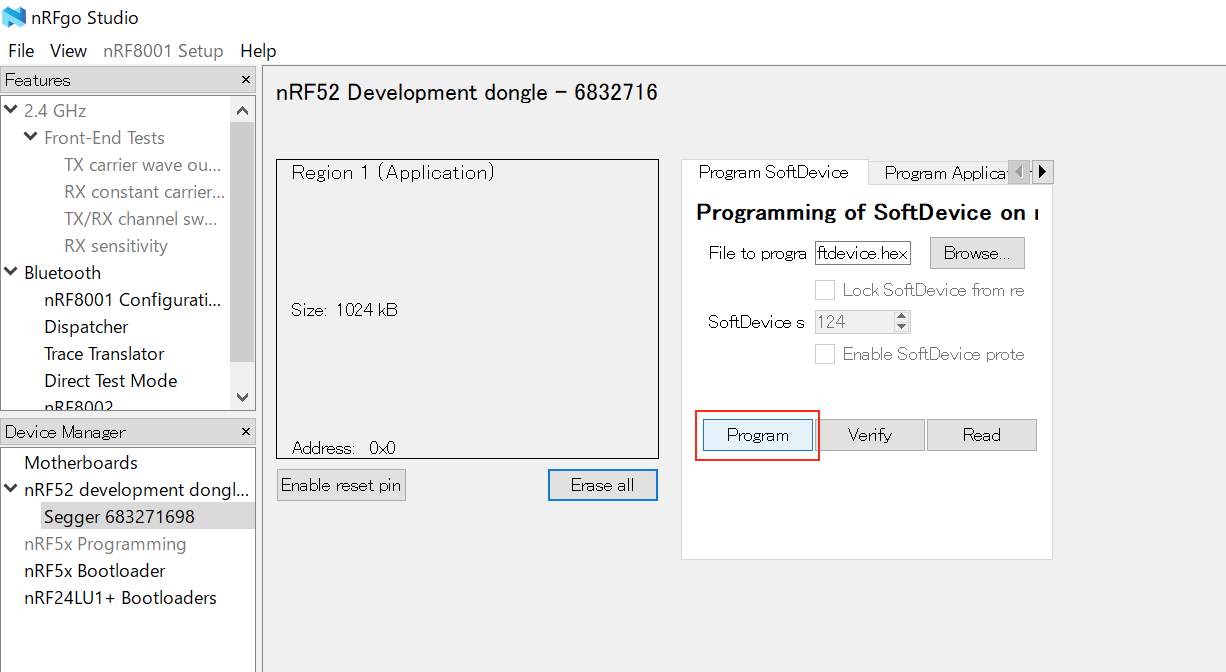 nRFgo Studio
File View nRF8001 Setup Help
Features ×
2.4 GHz
Front-End Tests
TX carrier wave ou...
RX constant carrier...
TX/RX channel sw...
RX sensitivity
Bluetooth
nRF8001 Configurati...
Dispatcher
Trace Translator
Direct Test Mode
nRF8002
Device Manager ×
Motherboards
nRF52 development dongl...
Segger 683271698
nRF5x Programming
nRF5x Bootloader
nRF24LU1+ Bootloaders
nRF52 Development dongle - 6832716
Region 1 (Application)
Size: 1024 kB
Address: 0x0
Enable reset pin Erase all
Program SoftDevice Program Applica
Programming of SoftDevice on
File to progra ftdevice.hex Browse...
Lock SoftDevice from re
SoftDevice s 124
Enable SoftDevice prote
Program Verify Read